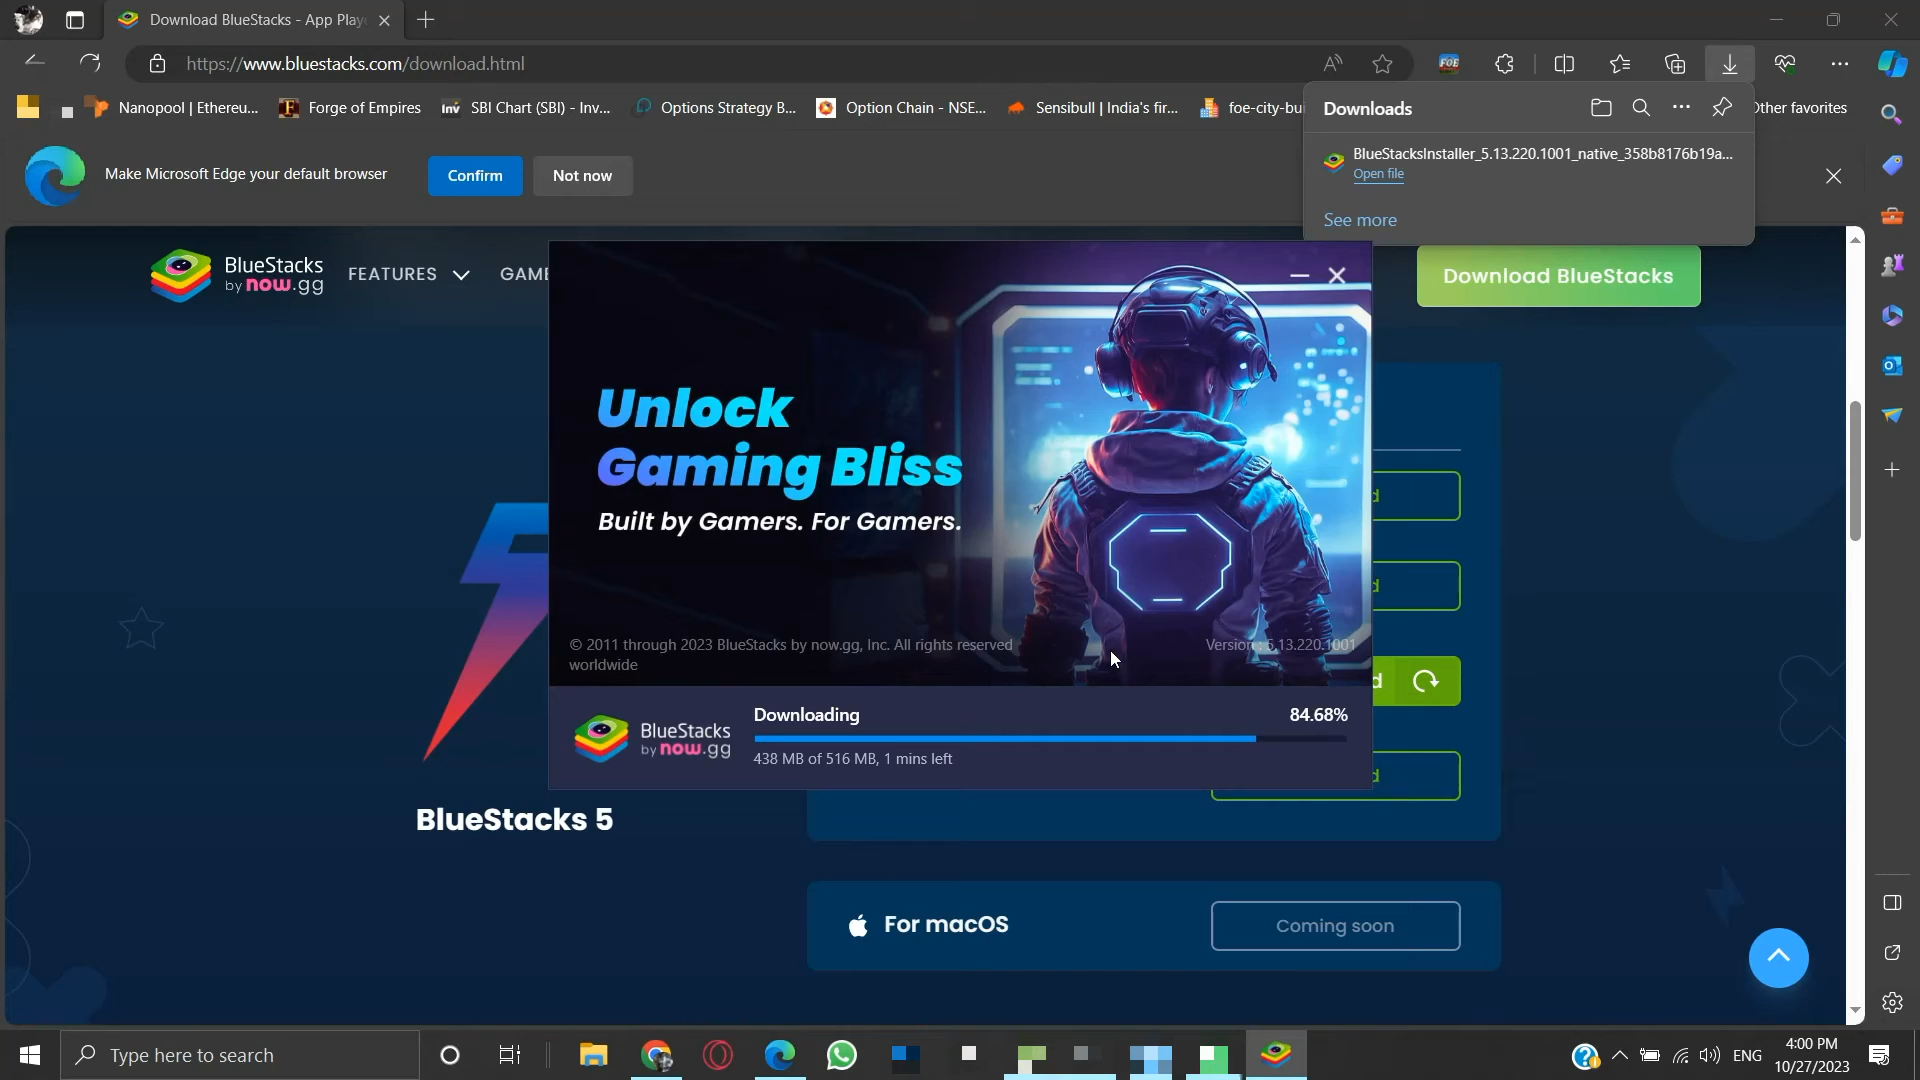 Download BlueStacks - App Play
https://www.bluestacks.com/download.html
Nanopool | Ethereu...
Forge of Empires
SBI Chart (SBI) - Inv...
Options Strategy B...
Option Chain - NSE...
Sensibull | India's fir...
foe-city-bui
Other favorites
FOE
Downloads
BlueStacksInstaller_5.13.220.1001_native_358b8176b19a...
Open file
See more
Make Microsoft Edge your default browser
Confirm
Not now
BlueStacks
by now.gg
FEATURES
GAME
Download BlueStacks
Unlock
Gaming Bliss
Built by Gamers. For Gamers.
© 2011 through 2023 BlueStacks by now.gg, Inc. All rights reserved
worldwide
Version: 5.13.220.1001
BlueStacks
by now.gg
Downloading
84.68%
438 MB of 516 MB, 1 mins left
d
d
d
d
BlueStacks 5
For macOS
Coming soon
Type here to search
ENG
4:00 PM
10/27/2023